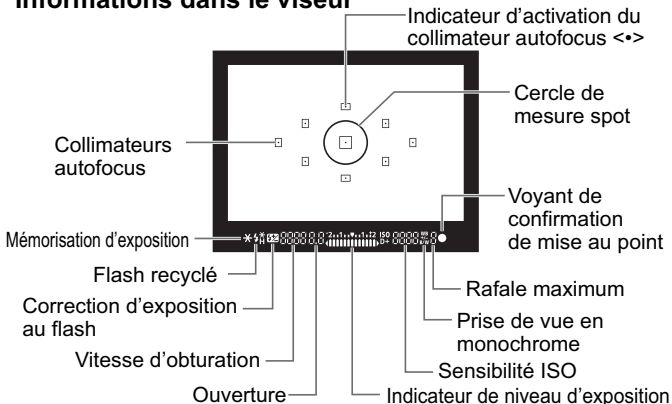 Informations dans le viseur
Indicateur d’activation du
collimateur autofocus <•>
Cercle de
mesure spot
Collimateurs
autofocus
Voyant de
confirmation
de mise au point
Mémorisation d’exposition
Flash recyclé
Correction d’exposition
au flash
Vitesse d’obturation
Ouverture
Rafale maximum
Prise de vue en
monochrome
Sensibilité ISO
Indicateur de niveau d’exposition
ISO
D+